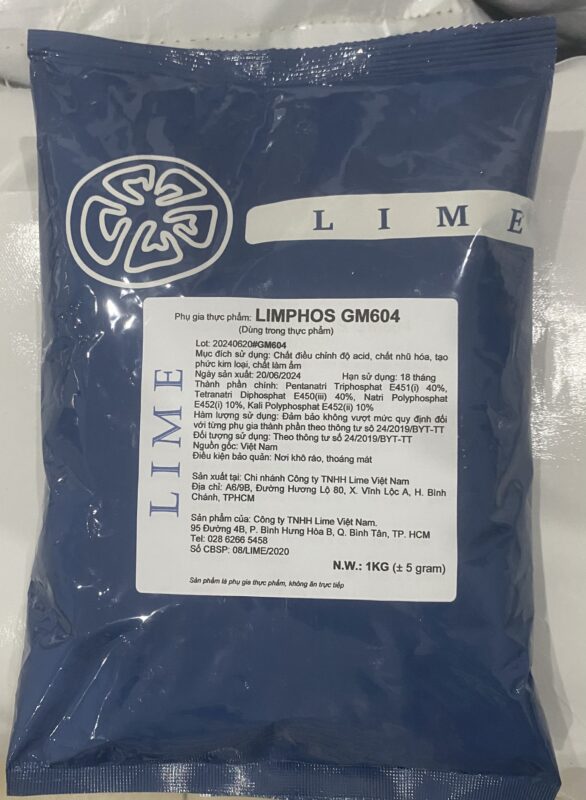 LIME
Phụ gia thực phẩm: LIMPHOS GM604
(Dùng trong thực phẩm)
Lot: 20240620#GM604
Mục đích sử dụng: Chất điều chỉnh độ acid, chất nhũ hóa, tạo
phức kim loại, chất làm ẩm
Ngày sản xuất: 20/06/2024 Hạn sử dụng: 18 tháng
Thành phần chính: Pentanatri Triphosphat E451(i) 40%,
Tetranatri Diphosphat E450(iii) 40%, Natri Polyphosphat
E452(i) 10%, Kali Polyphosphat E452(ii) 10%
Hàm lượng sử dụng: Đảm bảo không vượt mức quy định đối
với từng phụ gia thành phần theo thông tư số 24/2019/BYT-TT
Đối tượng sử dụng: Theo thông tư số 24/2019/BYT-TT
Nguồn gốc: Việt Nam
Điều kiện bảo quản: Nơi khô ráo, thoáng mát
LIME
Sản xuất tại: Chi nhánh Công ty TNHH Lime Việt Nam
Địa chỉ: A6/9B, Đường Hương Lộ 80, X. Vĩnh Lộc A, H. Bình
Chánh, TPHCM
Sản phẩm của: Công ty TNHH Lime Việt Nam.
95 Đường 4B, P. Bình Hưng Hòa B, Q. Bình Tân, TP. HCM
Tel: 028 6266 5458
Số CBSP: 08/LIME/2020
N.W.: 1KG (± 5 gram)
Sản phẩm là phụ gia thực phẩm, không ăn trực tiếp